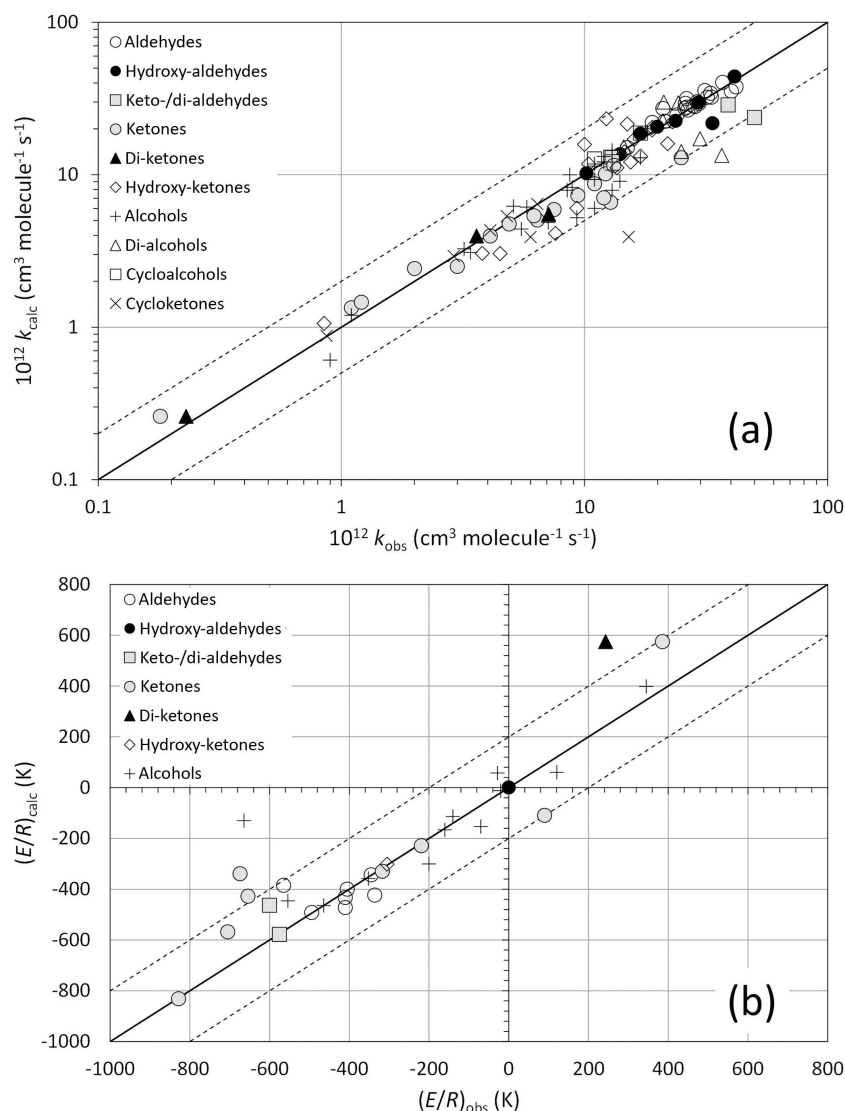 100
10
1
0.1
10¹² k_calc (cm³ molecule⁻¹ s⁻¹)
Aldehydes
Hydroxy-aldehydes
Keto-/di-aldehydes
Ketones
Di-ketones
Hydroxy-ketones
Alcohols
Di-alcohols
Cycloalcohols
Cycloketones
(a)
0.1 1 10 100
10¹² k_obs (cm³ molecule⁻¹ s⁻¹)
800
600
400
200
0
-200
-400
-600
-800
-1000
(E/R)_calc (K)
Aldehydes
Hydroxy-aldehydes
Keto-/di-aldehydes
Ketones
Di-ketones
Hydroxy-ketones
Alcohols
(b)
-1000 -800 -600 -400 -200 0 200 400 600 800
(E/R)_obs (K)